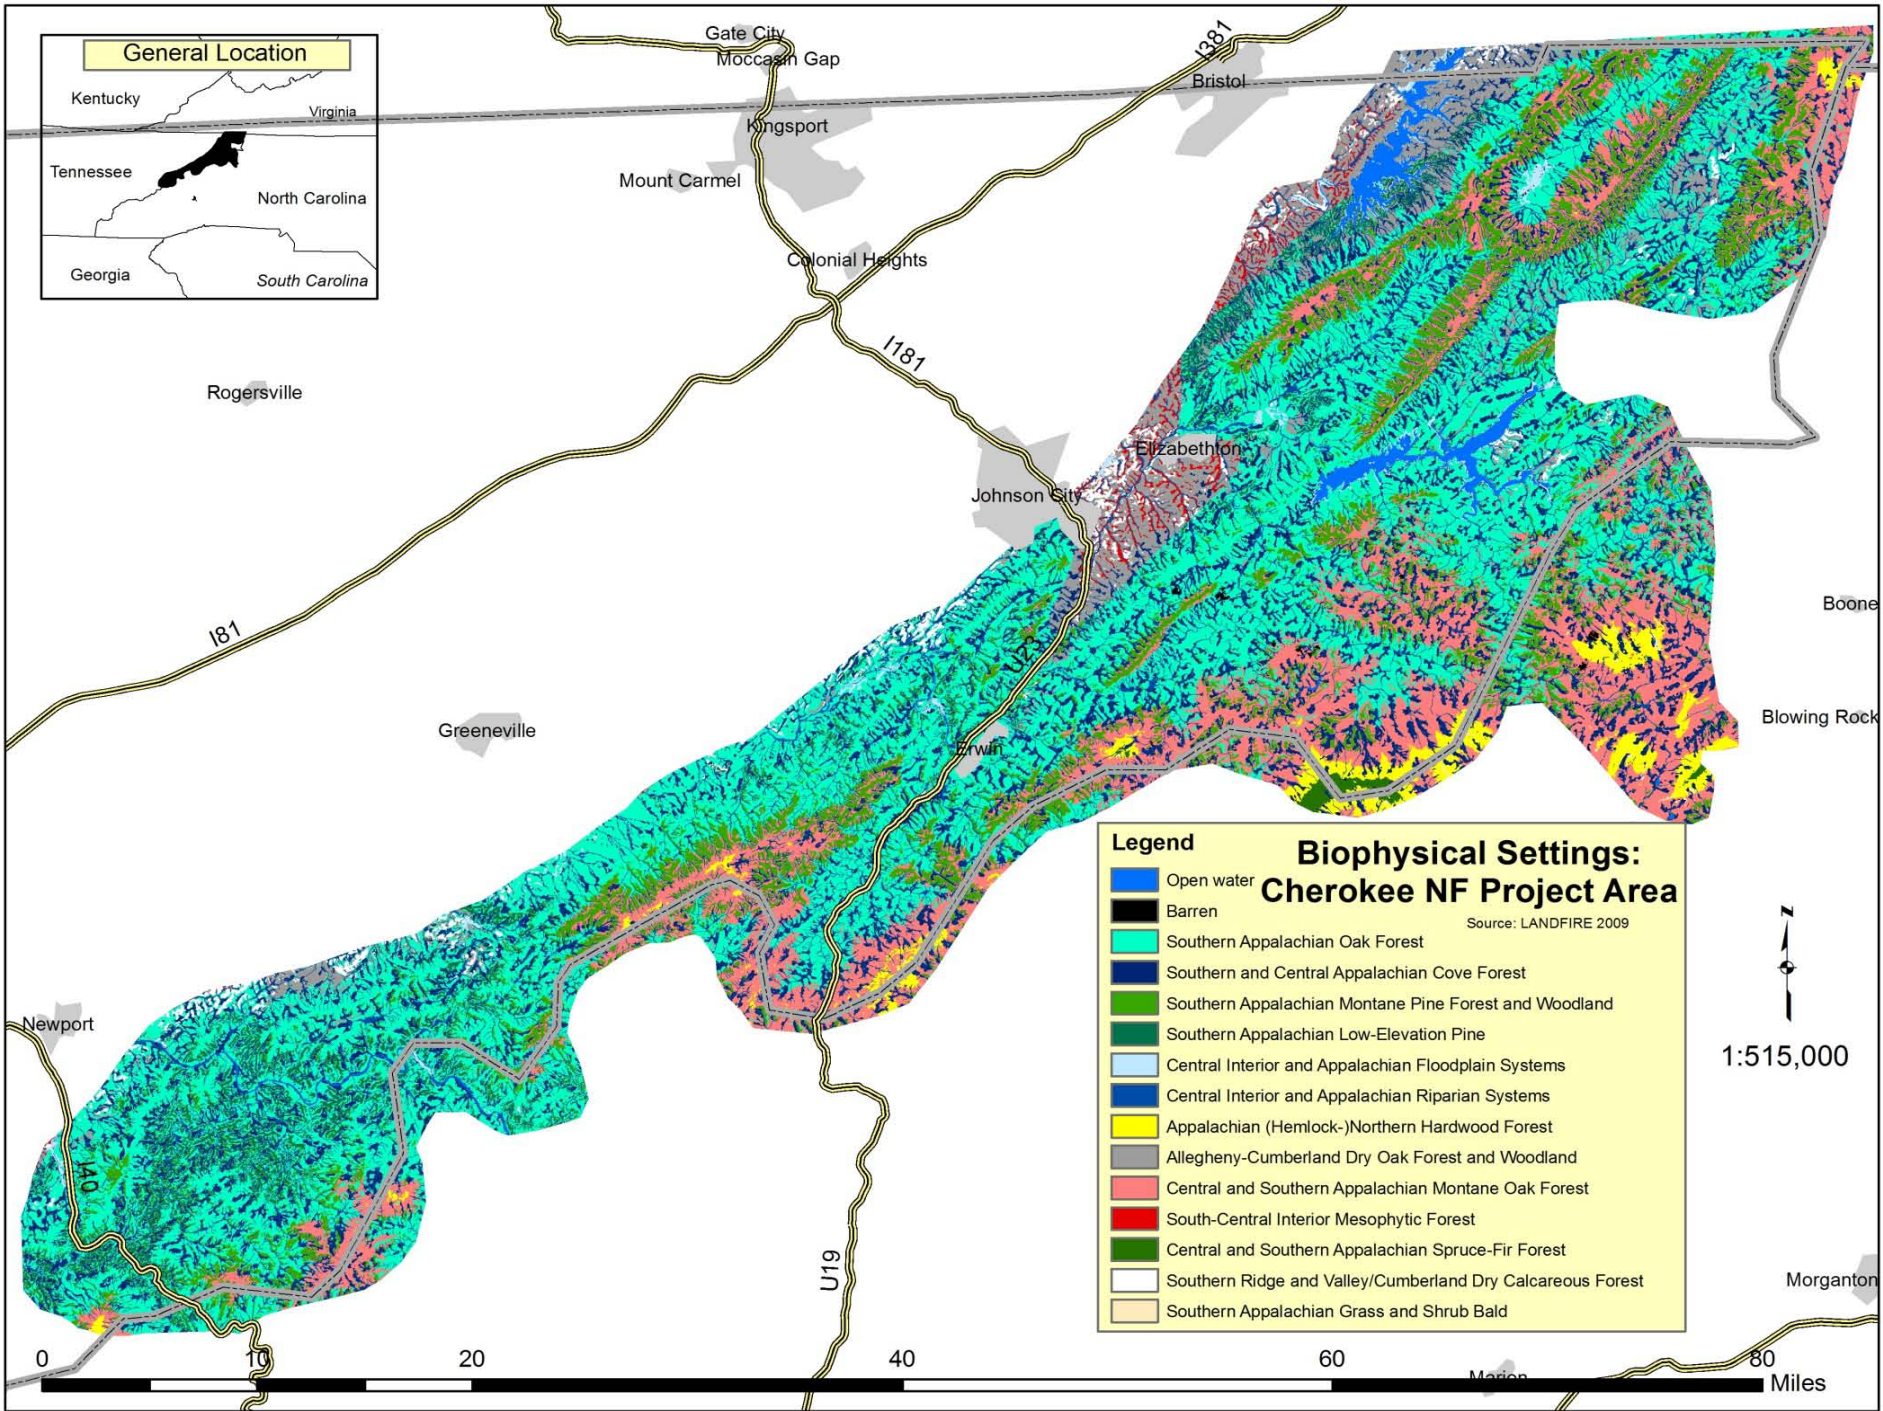 General Location
Kentucky
Virginia
Tennessee
North Carolina
Georgia
South Carolina
Gate City
Moccasin Gap
I381
Bristol
Kingsport
Mount Carmel
Colonial Heights
I181
Rogersville
Elizabethton
Johnson City
I81
U23
Boone
Greeneville
Erwin
Blowing Rock
Newport
I40
U19
Morganton
Marion
Legend
Biophysical Settings:
Cherokee NF Project Area
Source: LANDFIRE 2009
Open water
Barren
Southern Appalachian Oak Forest
Southern and Central Appalachian Cove Forest
Southern Appalachian Montane Pine Forest and Woodland
Southern Appalachian Low-Elevation Pine
Central Interior and Appalachian Floodplain Systems
Central Interior and Appalachian Riparian Systems
Appalachian (Hemlock-)Northern Hardwood Forest
Allegheny-Cumberland Dry Oak Forest and Woodland
Central and Southern Appalachian Montane Oak Forest
South-Central Interior Mesophytic Forest
Central and Southern Appalachian Spruce-Fir Forest
Southern Ridge and Valley/Cumberland Dry Calcareous Forest
Southern Appalachian Grass and Shrub Bald
N
1:515,000
0 10 20 40 60 80
Miles